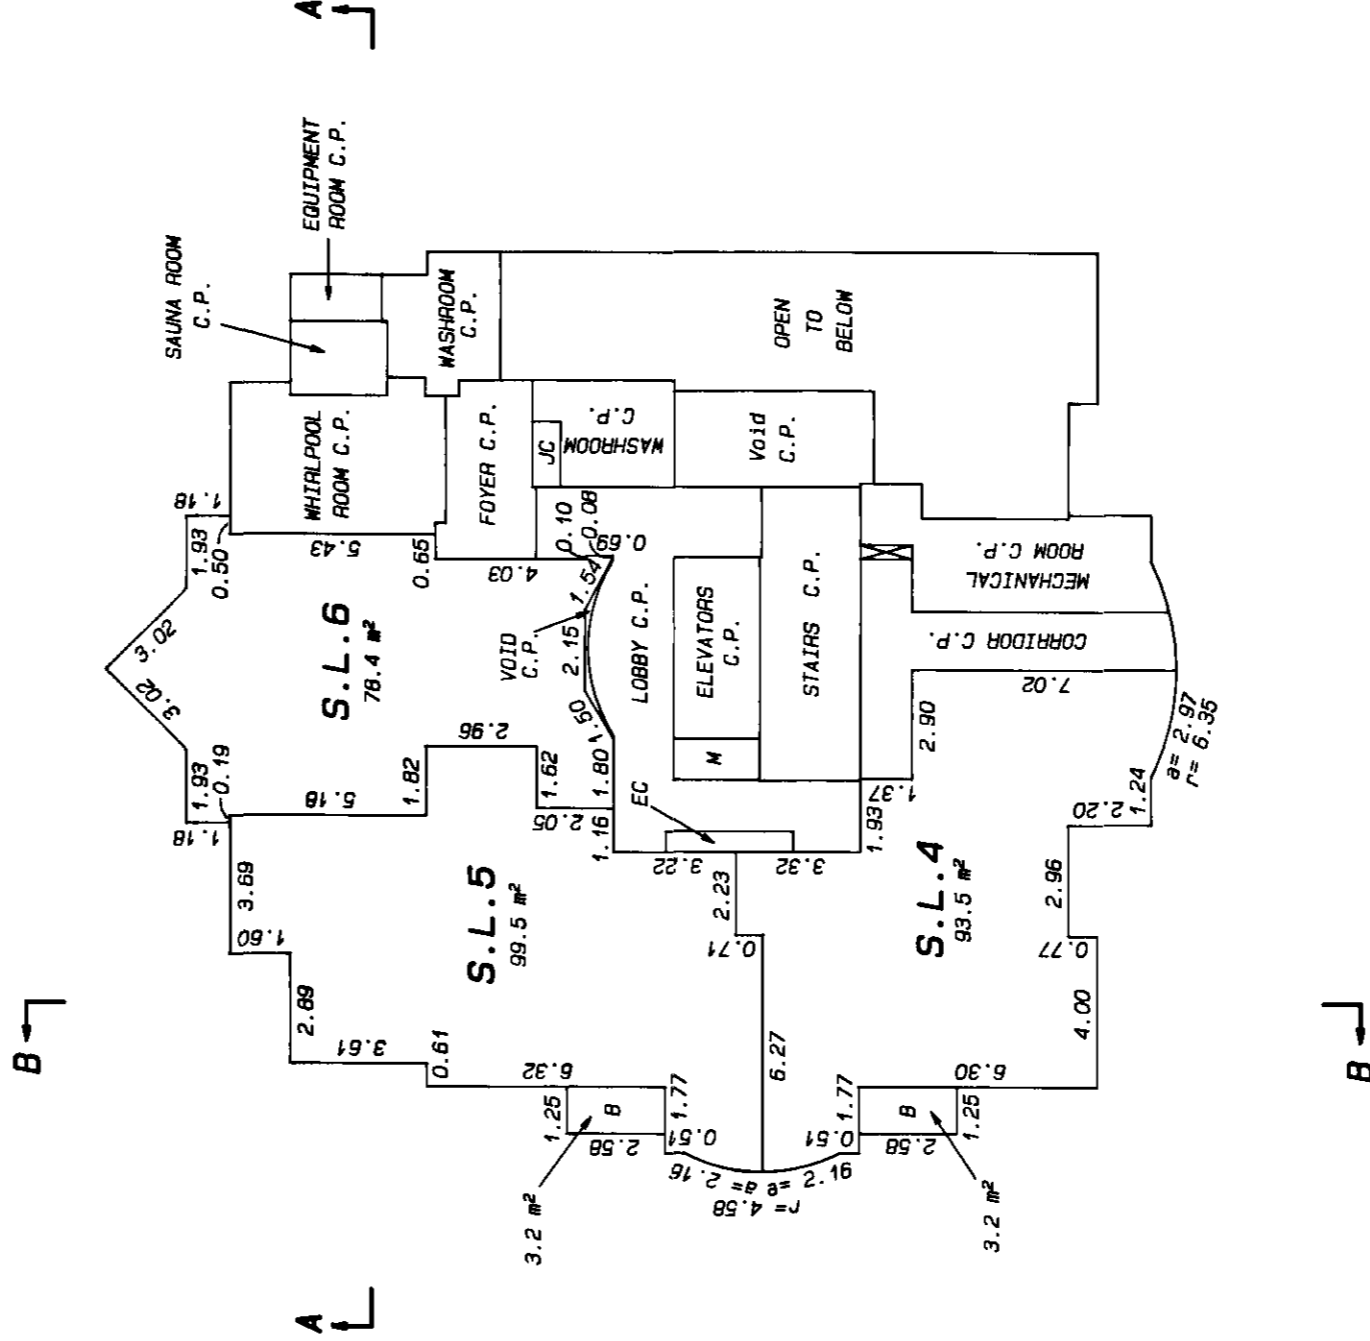 A
EQUIPMENT
ROOM C.P.
SAUNA ROOM
C.P.
WHIRLPOOL
ROOM C.P.
WASHROOM
C.P.
FOYER C.P.
JC
WASHROOM
C.P.
OPEN
TO
BELOW
Void
C.P.
1.18
1.93
0.50
5.43
0.65
4.03
0.10
0.08
0.69
1.54
3.02
3.02
S.L.6
78.4 m²
VOID
C.P.
2.15
1.50
LOBBY C.P.
ELEVATORS
C.P.
STAIRS C.P.
MECHANICAL
ROOM C.P.
CORRIDOR C.P.
7.02
2.90
1.37
M
EC
1.93
0.19
1.18
5.18
1.82
2.96
1.62
1.80
2.05
1.16
3.22
3.32
1.93
a= 2.97
r= 6.35
1.24
2.20
2.96
0.77
4.00
S.L.4
93.5 m²
2.23
0.71
6.27
S.L.5
99.5 m²
3.69
1.60
2.89
3.61
0.61
6.32
1.25
B
2.58
1.77
0.51
a= 2.16
a= 2.16
r= 4.58
1.77
0.51
B
2.58
1.25
6.30
3.2 m²
3.2 m²
B
B
A